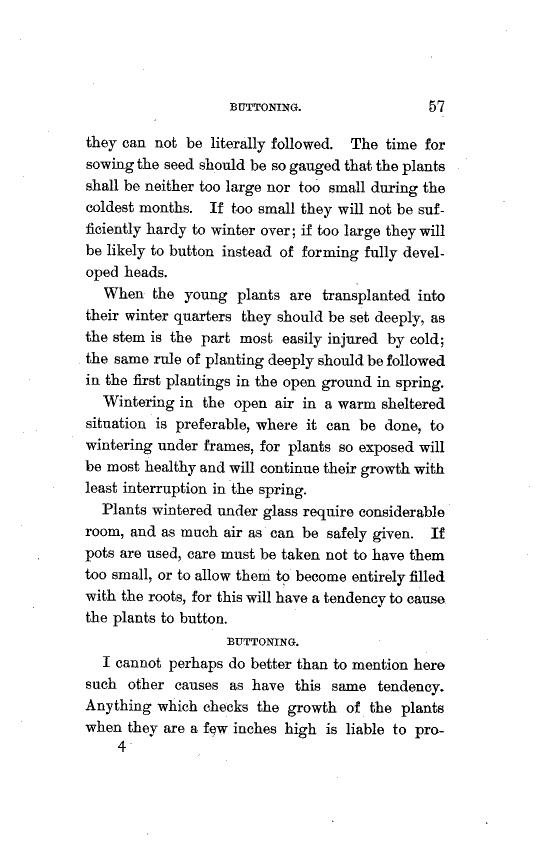 BUTTONING. 57
they can not be literally followed. The time for
sowing the seed should be so gauged that the plants
shall be neither too large nor too small during the
coldest months. If too small they will not be suf-
ficiently hardy to winter over; if too large they will
be likely to button instead of forming fully devel-
oped heads.
When the young plants are transplanted into
their winter quarters they should be set deeply, as
the stem is the part most easily injured by cold;
the same rule of planting deeply should be followed
in the first plantings in the open ground in spring.
Wintering in the open air in a warm sheltered
situation is preferable, where it can be done, to
wintering under frames, for plants so exposed will
be most healthy and will continue their growth with
least interruption in the spring.
Plants wintered under glass require considerable
room, and as much air as can be safely given. If
pots are used, care must be taken not to have them
too small, or to allow them to become entirely filled
with the roots, for this will have a tendency to cause
the plants to button.
BUTTONING.
I cannot perhaps do better than to mention here
such other causes as have this same tendency.
Anything which checks the growth of the plants
when they are a few inches high is liable to pro-
4